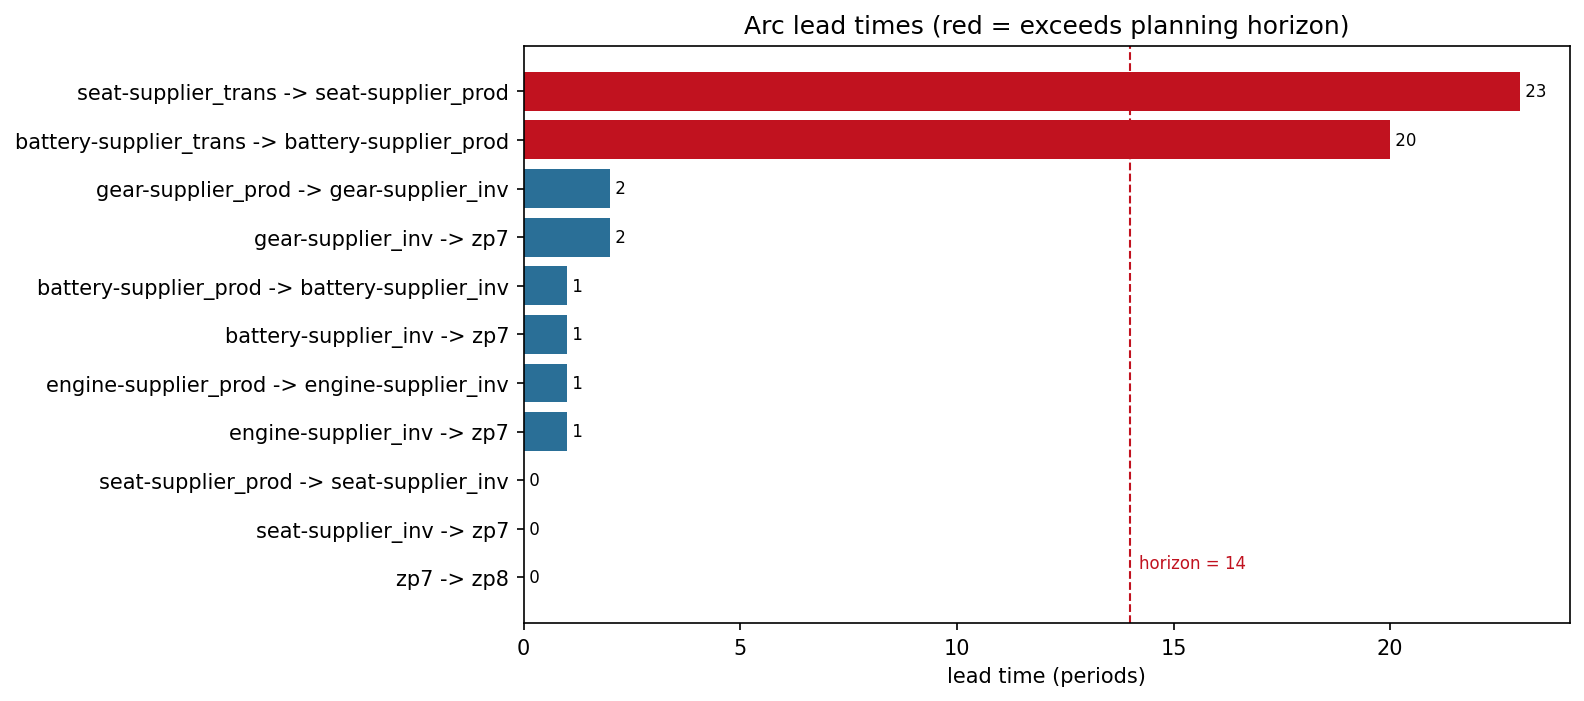 Arc lead times (red = exceeds planning horizon)
seat-supplier_trans -> seat-supplier_prod 23
battery-supplier_trans -> battery-supplier_prod 20
gear-supplier_prod -> gear-supplier_inv 2
gear-supplier_inv -> zp7 2
battery-supplier_prod -> battery-supplier_inv 1
battery-supplier_inv -> zp7 1
engine-supplier_prod -> engine-supplier_inv 1
engine-supplier_inv -> zp7 1
seat-supplier_prod -> seat-supplier_inv 0
seat-supplier_inv -> zp7 0
horizon = 14
zp7 -> zp8 0
0 5 10 15 20
lead time (periods)